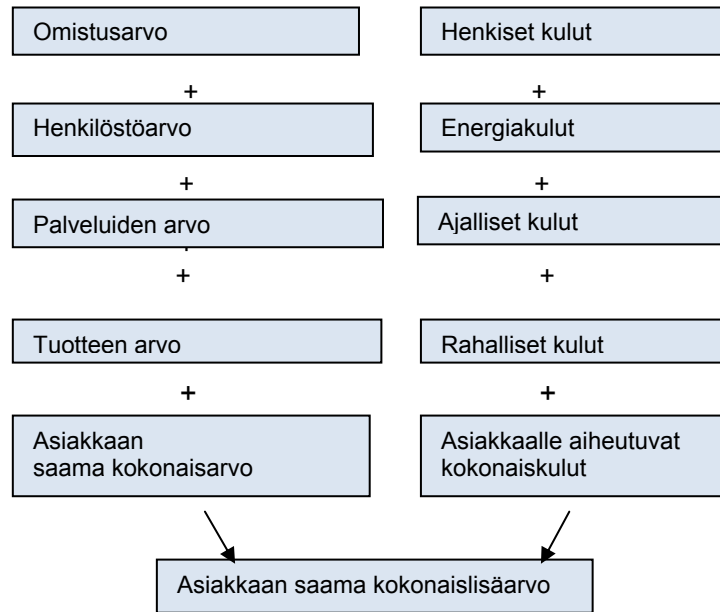 Omistusarvo
+
Henkilöstöarvo
+
Palveluiden arvo
+
Tuotteen arvo
+
Asiakkaan
saama kokonaisarvo
Henkiset kulut
+
Energiakulut
+
Ajalliset kulut
+
Rahalliset kulut
+
Asiakkaalle aiheutuvat
kokonaiskulut
Asiakkaan saama kokonaislisäarvo